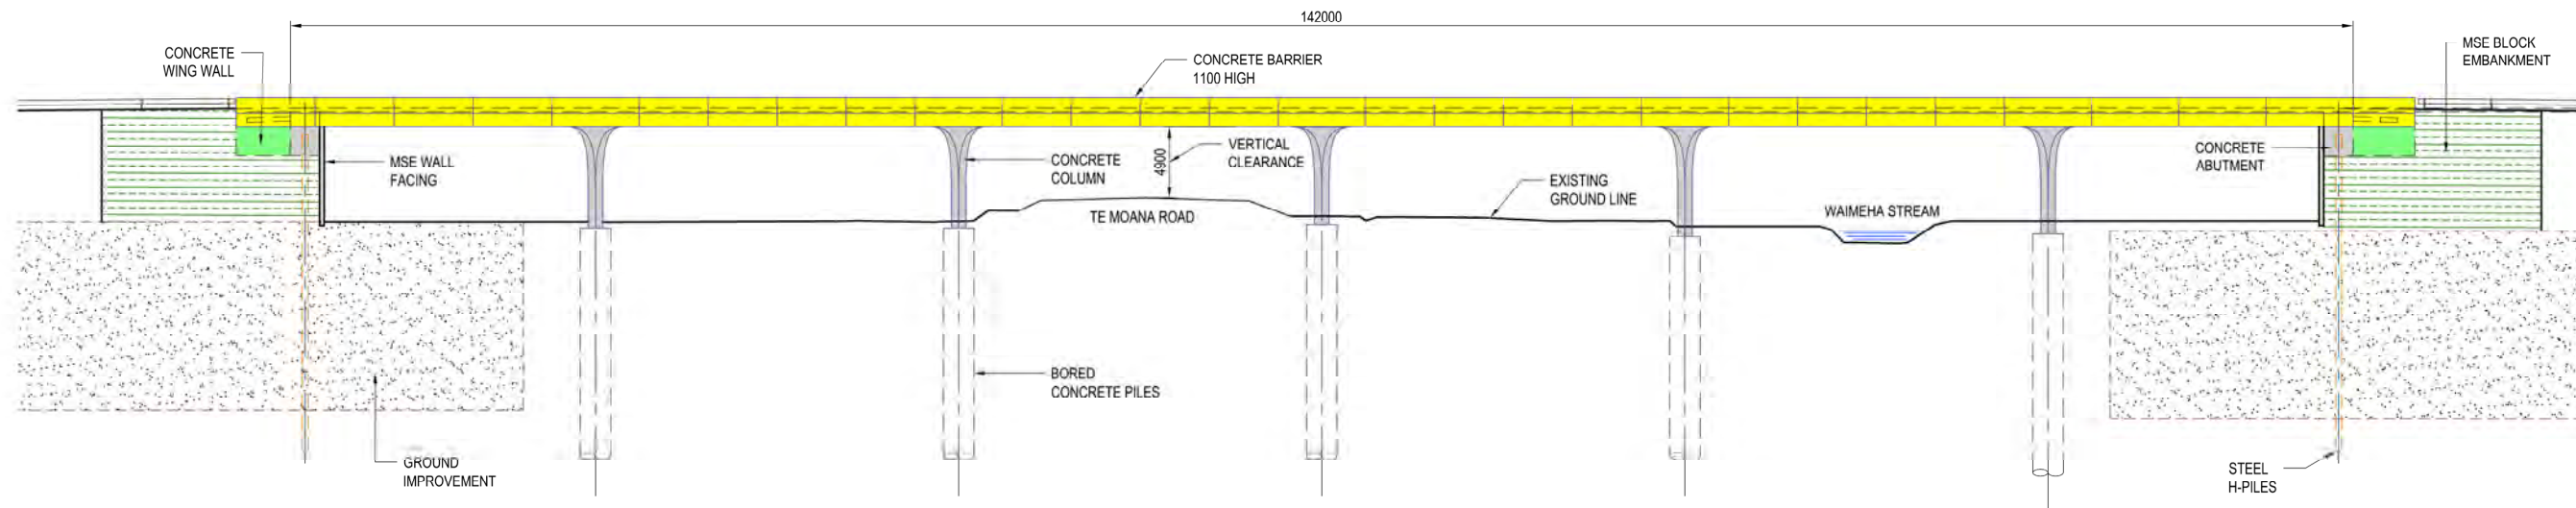 142000
CONCRETE
WING WALL
CONCRETE BARRIER
1100 HIGH
MSE BLOCK
EMBANKMENT
MSE WALL
FACING
CONCRETE
COLUMN
4900
VERTICAL
CLEARANCE
EXISTING
GROUND LINE
CONCRETE
ABUTMENT
TE MOANA ROAD
WAIMEHA STREAM
BORED
CONCRETE PILES
GROUND
IMPROVEMENT
STEEL
H-PILES